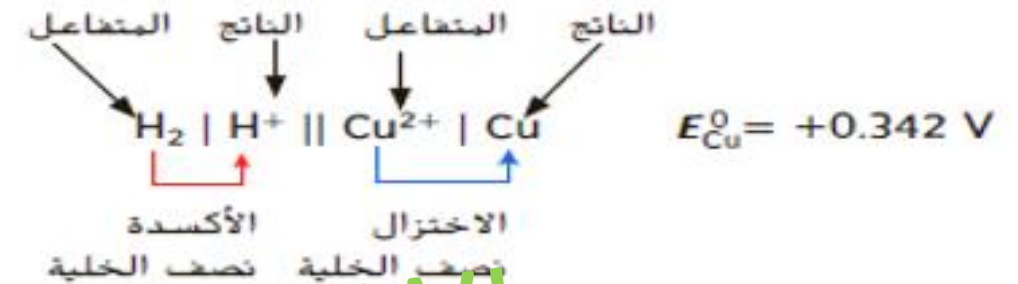 المتفاعل الناتج المتفاعل الناتج
H₂ | H⁺ || Cu²⁺ | Cu E⁰Cu = +0.342 V
الأكسدة الاختزال
نصف الخلية نصف الخلية